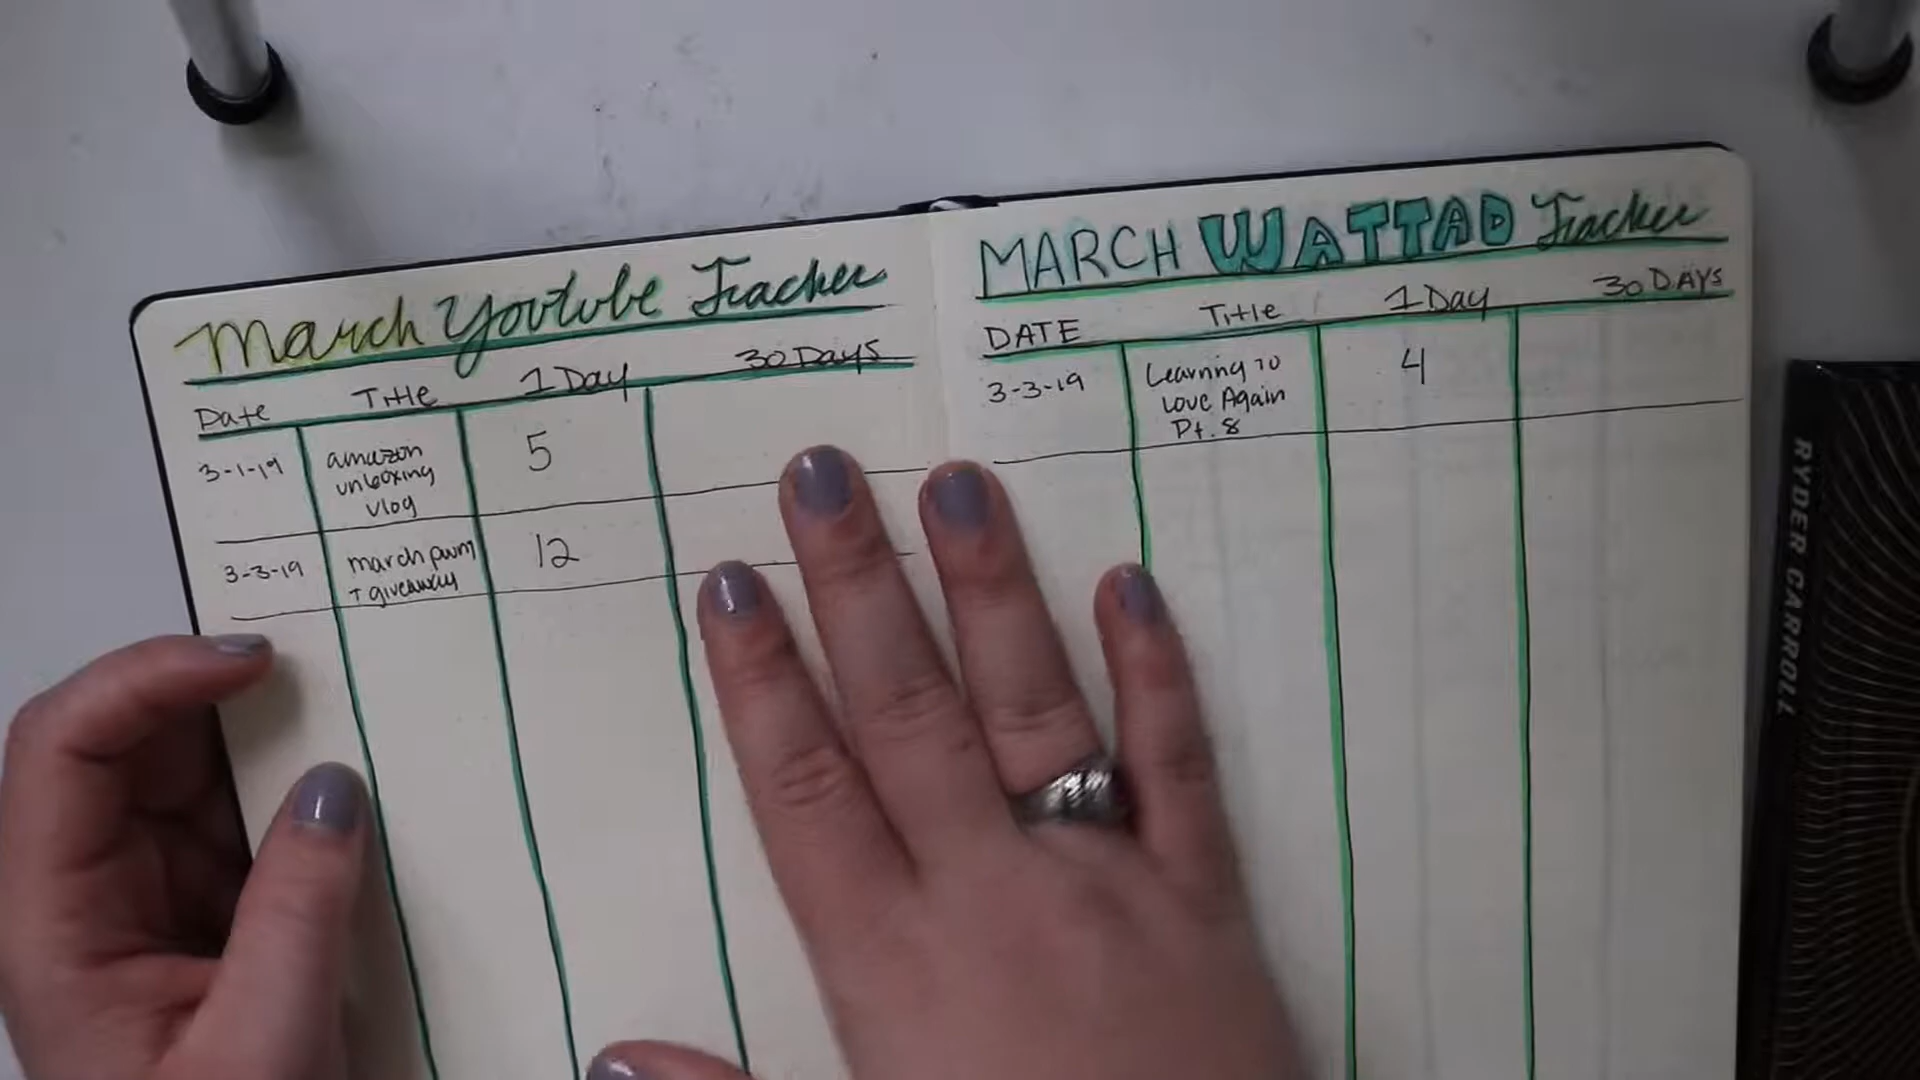 March Youtube Tracker
Date Title 1 Day 30 Days
3-1-19 amazon 5
unboxing
vlog
3-3-19 march pwm 12
+ giveaway
MARCH WATTAD Tracker
DATE Title 1 Day 30 DAYS
3-3-19 Learning to 4
Love Again
Pt. 8
RYDER CARROLL